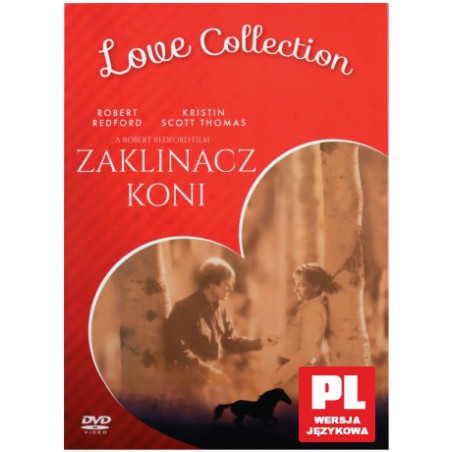 Love Collection
ROBERT REDFORD
KRISTIN SCOTT THOMAS
A ROBERT REDFORD FILM
ZAKLINACZ
KONI
DVD
VIDEO
PL
WERSJA
JĘZYKOWA